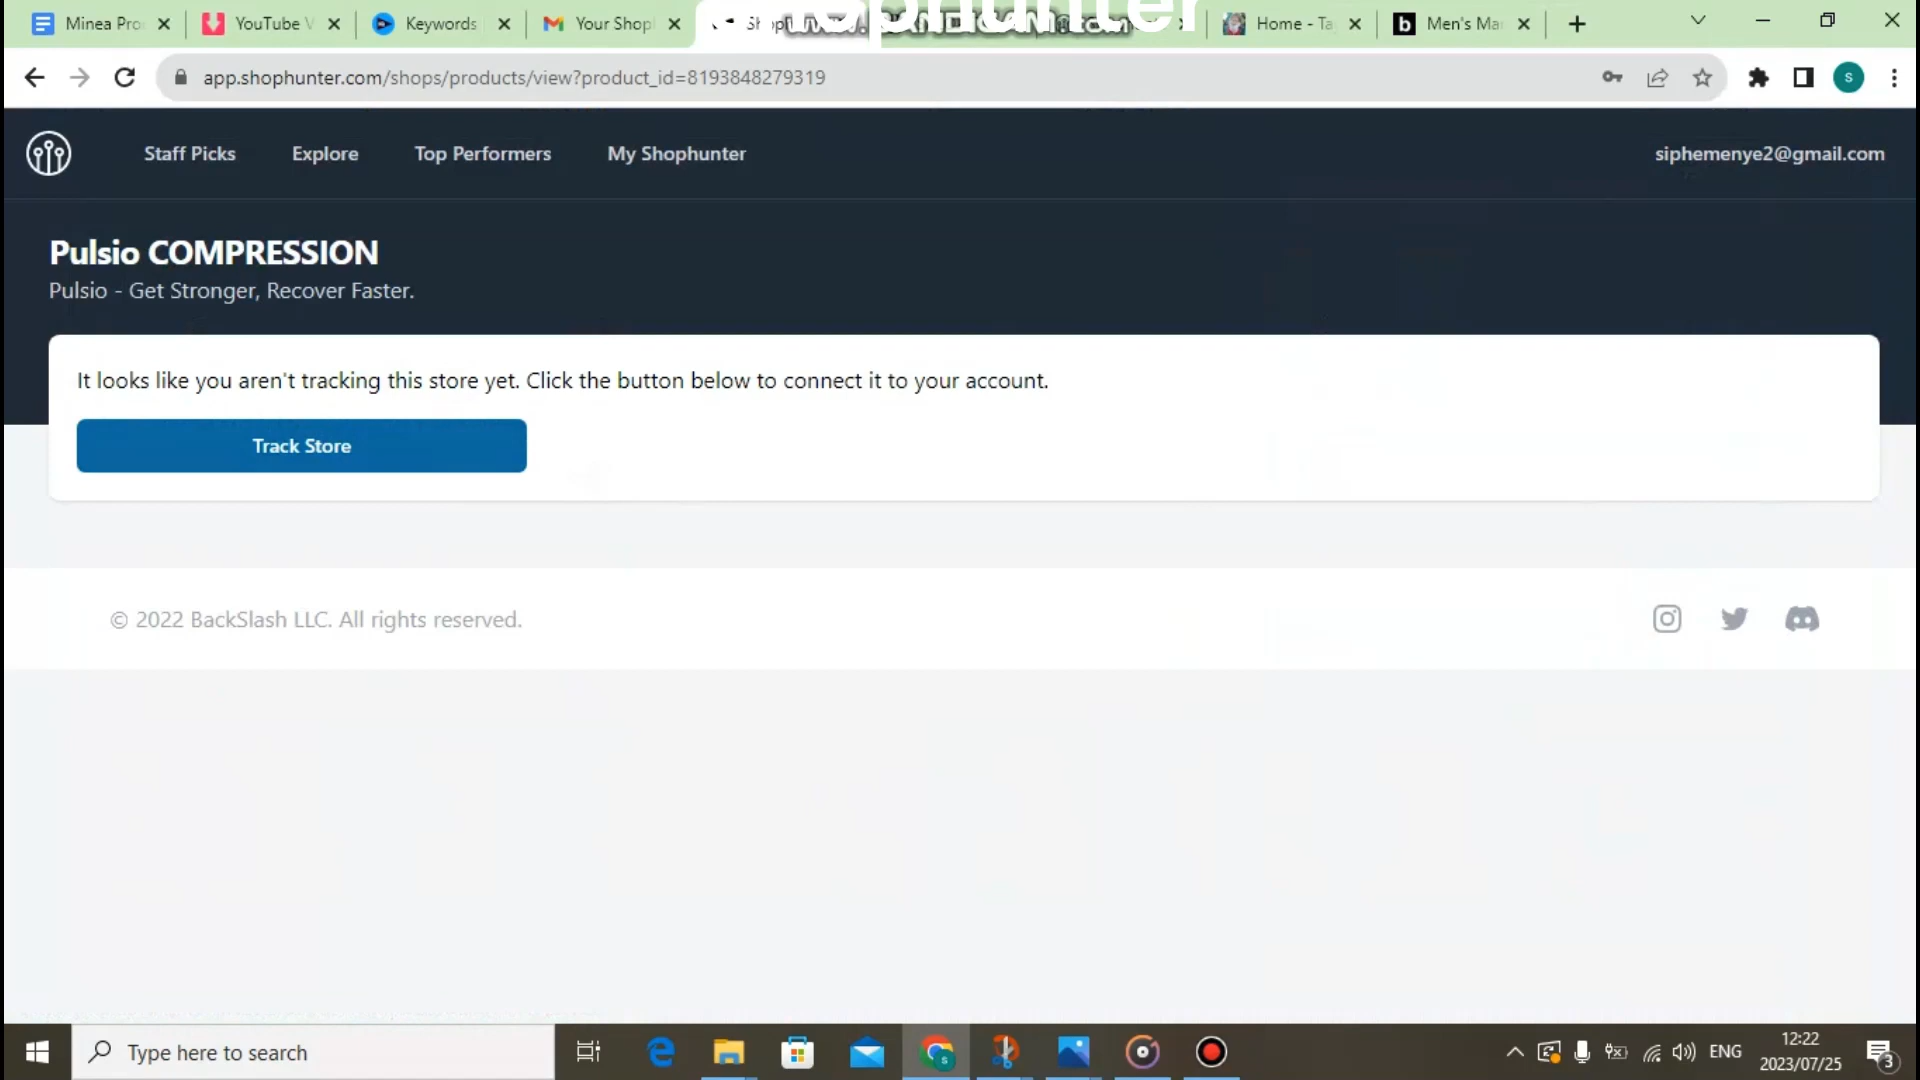 Minea Pro
YouTube V
Keywords
Your Shop
Shop
hunter
Home - Ta
b Men's Ma
app.shophunter.com/shops/products/view?product_id=8193848279319
S
Staff Picks
Explore
Top Performers
My Shophunter
siphemenye2@gmail.com
Pulsio COMPRESSION
Pulsio - Get Stronger, Recover Faster.
It looks like you aren't tracking this store yet. Click the button below to connect it to your account.
Track Store
© 2022 BackSlash LLC. All rights reserved.
Type here to search
ENG
12:22
2023/07/25
3